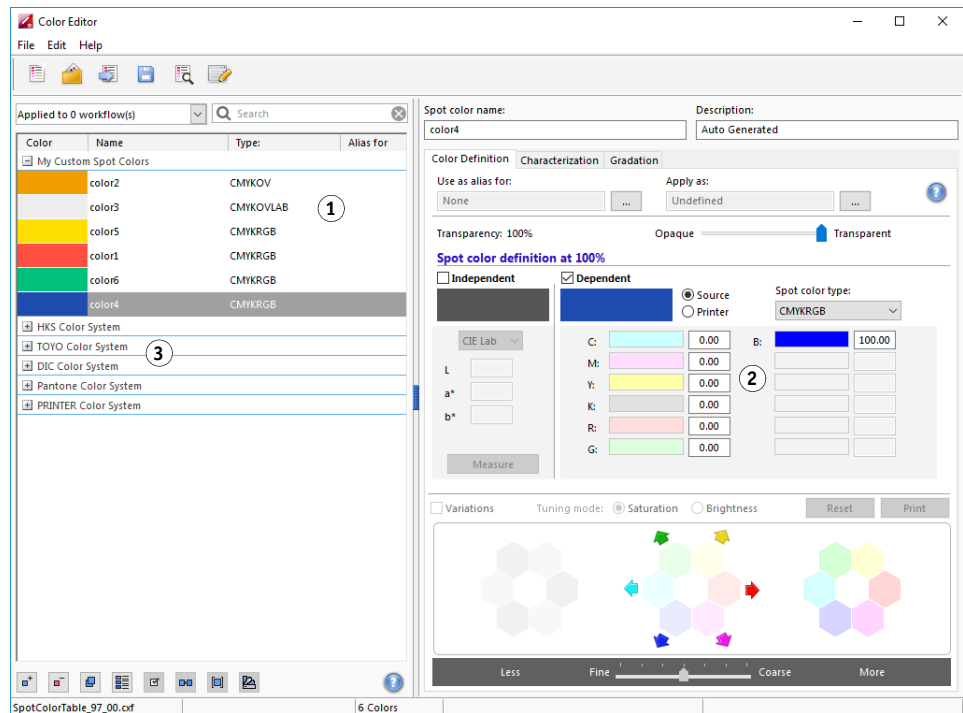 Color Editor
File Edit Help
Applied to 0 workflow(s) Search
Color Name Type: Alias for
My Custom Spot Colors
color2 CMYKOV
color3 CMYKOVLAB
1
color5 CMYKRGB
color1 CMYKRGB
color6 CMYKRGB
color4 CMYKRGB
HKS Color System
TOYO Color System
3
DIC Color System
Pantone Color System
PRINTER Color System
SpotColorTable_97_00.cxf 6 Colors
Spot color name: Description:
color4 Auto Generated
Color Definition Characterization Gradation
Use as alias for: Apply as:
None ... Undefined ...
?
Transparency: 100% Opaque Transparent
Spot color definition at 100%
Independent Dependent
Source Spot color type:
Printer CMYKRGB
CIE Lab
L
a*
b*
Measure
C: 0.00 B: 100.00
M: 0.00
Y: 0.00
2
K: 0.00
R: 0.00
G: 0.00
Variations Tuning mode: Saturation Brightness Reset Print
Less Fine Coarse More
?